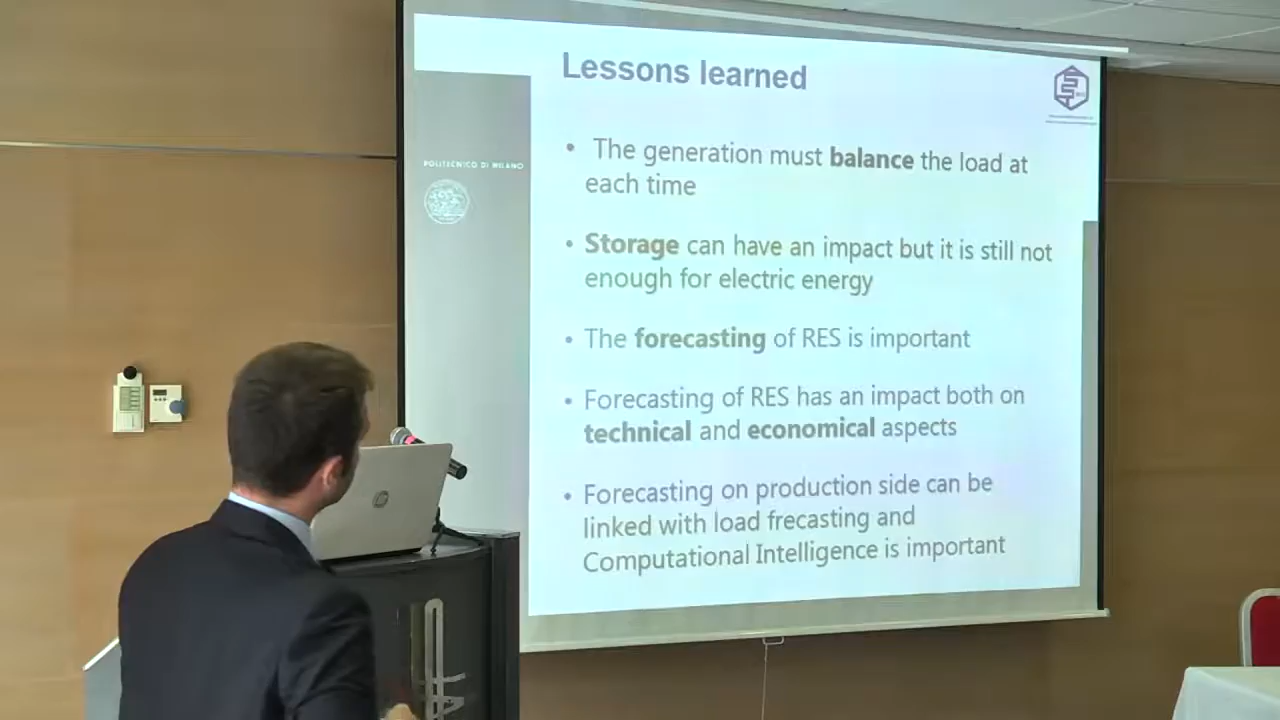 Lessons learned
POLITECNICO DI MILANO
• The generation must balance the load at
each time
• Storage can have an impact but it is still not
enough for electric energy
• The forecasting of RES is important
• Forecasting of RES has an impact both on
technical and economical aspects
• Forecasting on production side can be
linked with load frecasting and
Computational Intelligence is important
hp